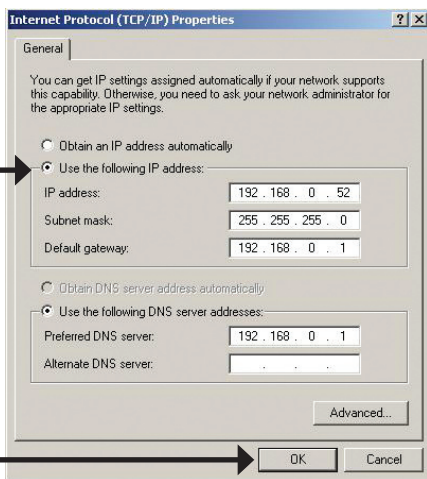 Internet Protocol (TCP/IP) Properties
General
You can get IP settings assigned automatically if your network supports
this capability. Otherwise, you need to ask your network administrator for
the appropriate IP settings.
Obtain an IP address automatically
Use the following IP address:
IP address: 192 . 168 . 0 . 52
Subnet mask: 255 . 255 . 255 . 0
Default gateway: 192 . 168 . 0 . 1
Obtain DNS server address automatically
Use the following DNS server addresses:
Preferred DNS server: 192 . 168 . 0 . 1
Alternate DNS server: . . .
Advanced...
OK Cancel